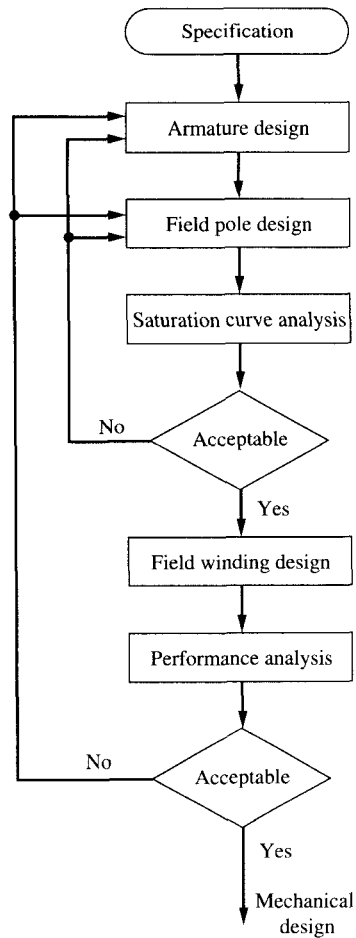 Specification
Armature design
Field pole design
Saturation curve analysis
No
Acceptable
Yes
Field winding design
Performance analysis
No
Acceptable
Yes
Mechanical
design